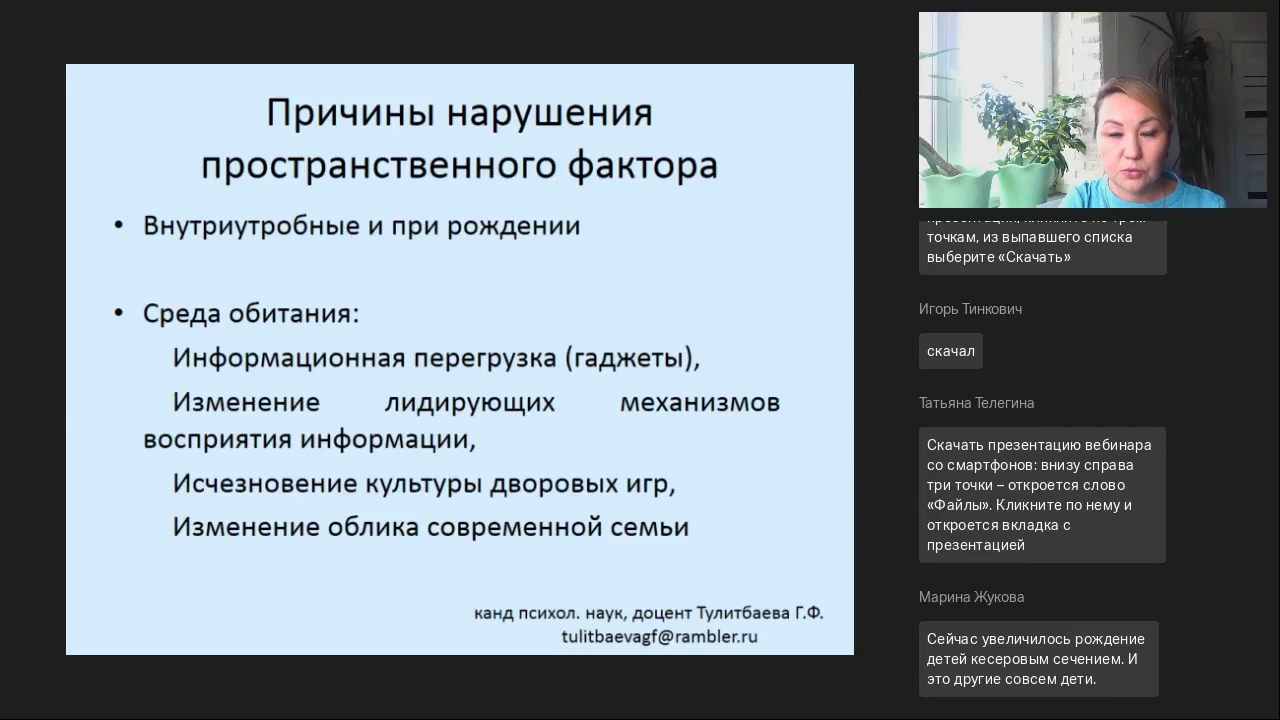 Причины нарушения
пространственного фактора
• Внутриутробные и при рождении
• Среда обитания:
Информационная перегрузка (гаджеты),
Изменение лидирующих механизмов
восприятия информации,
Исчезновение культуры дворовых игр,
Изменение облика современной семьи
канд психол. наук, доцент Тулитбаева Г.Ф.
tulitbaevagf@rambler.ru
точкам, из выпавшего списка
выберите «Скачать»
Игорь Тинкович
скачал
Татьяна Телегина
Скачать презентацию вебинара
со смартфонов: внизу справа
три точки – откроется слово
«Файлы». Кликните по нему и
откроется вкладка с
презентацией
Марина Жукова
Сейчас увеличилось рождение
детей кесеровым сечением. И
это другие совсем дети.